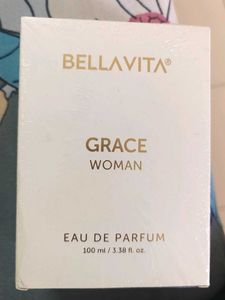 BELLAVITA®
GRACE
WOMAN
EAU DE PARFUM
100 ml / 3.38 fl. oz.